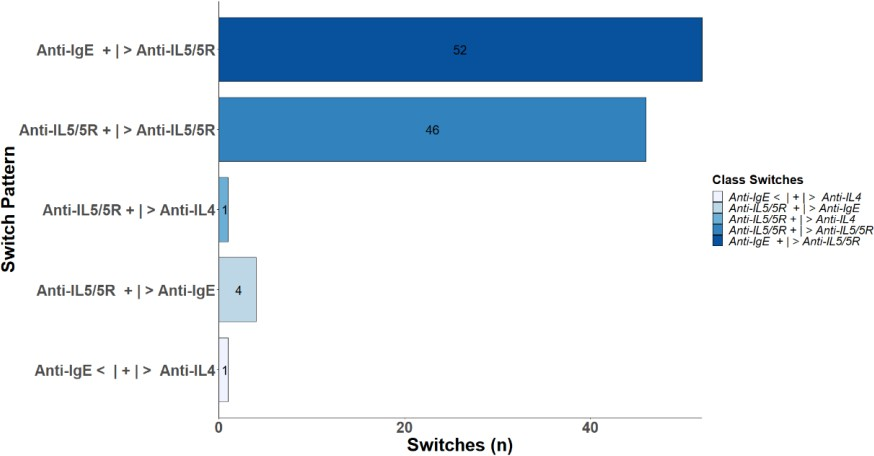 Switch Pattern
Anti-IgE + | > Anti-IL5/5R
52
Anti-IL5/5R + | > Anti-IL5/5R
46
Anti-IL5/5R + | > Anti-IL4
1
Anti-IL5/5R + | > Anti-IgE
4
Anti-IgE < | + | > Anti-IL4
1
0
20
40
Switches (n)
Class Switches
Anti-IgE < | + | > Anti-IL4
Anti-IL5/5R + | > Anti-IgE
Anti-IL5/5R + | > Anti-IL4
Anti-IL5/5R + | > Anti-IL5/5R
Anti-IgE + | > Anti-IL5/5R